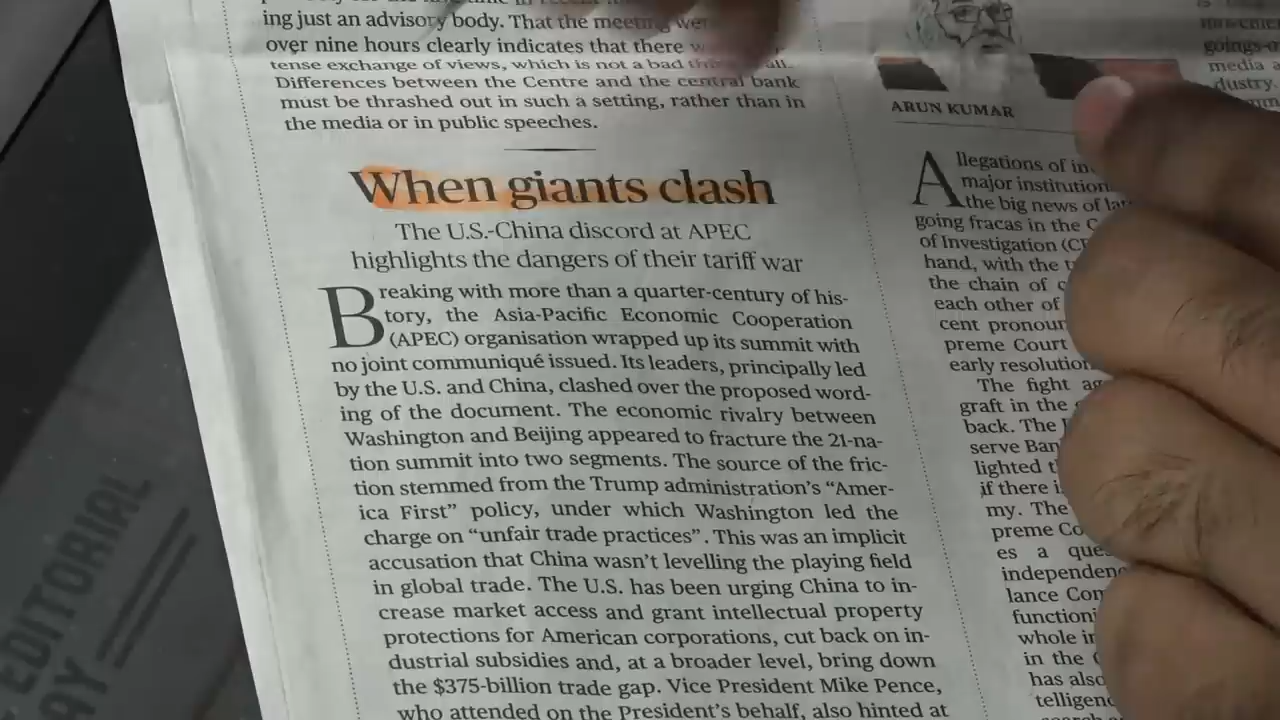 ing just an advisory body. That the meeting wer
over nine hours clearly indicates that there
tense exchange of views, which is not a bad
Differences between the Centre and the central bank
must be thrashed out in such a setting, rather than in
the media or in public speeches.
When giants clash
The U.S.-China discord at APEC
highlights the dangers of their tariff war
Breaking with more than a quarter-century of his-
tory, the Asia-Pacific Economic Cooperation
(APEC) organisation wrapped up its summit with
no joint communiqué issued. Its leaders, principally led
by the U.S. and China, clashed over the proposed word-
ing of the document. The economic rivalry between
Washington and Beijing appeared to fracture the 21-na-
tion summit into two segments. The source of the fric-
tion stemmed from the Trump administration's "Amer-
ica First" policy, under which Washington led the
charge on "unfair trade practices". This was an implicit
accusation that China wasn't levelling the playing field
in global trade. The U.S. has been urging China to in-
crease market access and grant intellectual property
protections for American corporations, cut back on in-
dustrial subsidies and, at a broader level, bring down
the $375-billion trade gap. Vice President Mike Pence,
who attended on the President's behalf, also hinted at
ARUN KUMAR
Allegations of in
major institution
the big news of
going fracas in the
of Investigation (
hand, with the
the chain of
each other of
cent pronoun
preme Court
early resolution
The fight ag
graft in the
back. The
serve Ban
lighted t
if there i
my. The
preme Co
es a que
independenc
lance Com
function
whole in
in the
has also
telligenc
goings-o
media a
dustry.
EDITORIAL
AY